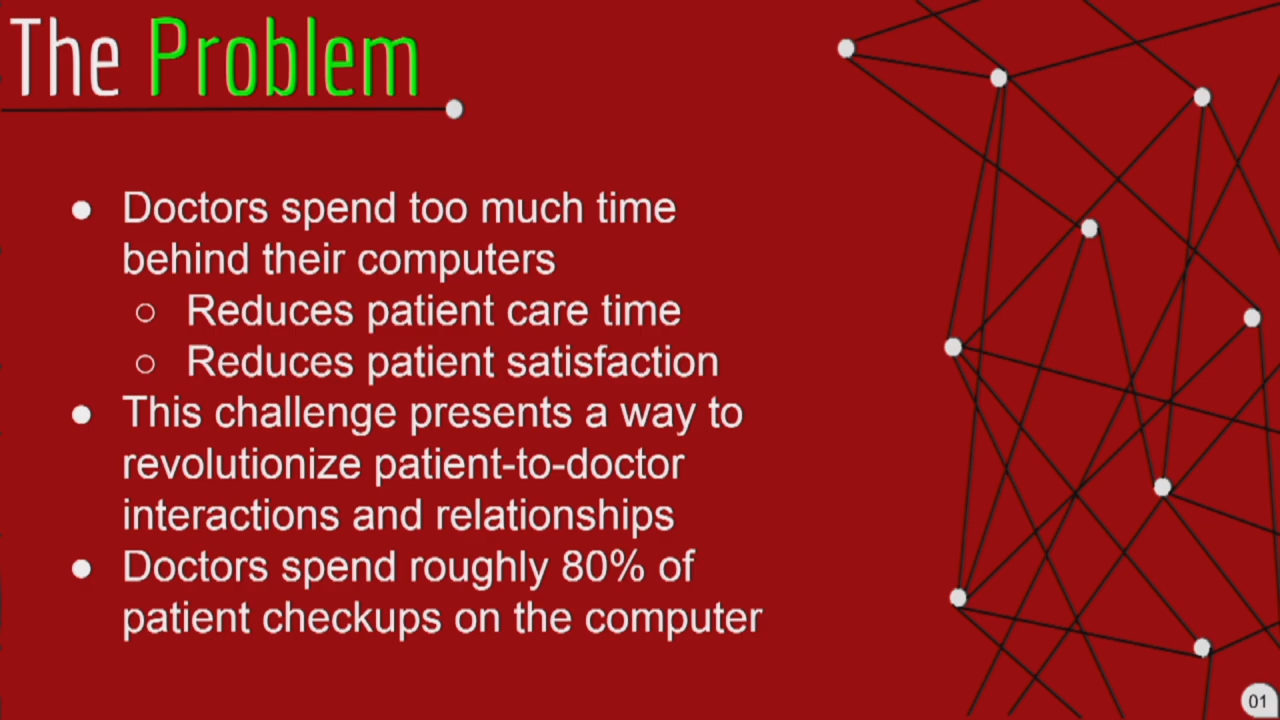 The Problem
● Doctors spend too much time
behind their computers
○ Reduces patient care time
○ Reduces patient satisfaction
● This challenge presents a way to
revolutionize patient-to-doctor
interactions and relationships
● Doctors spend roughly 80% of
patient checkups on the computer
01